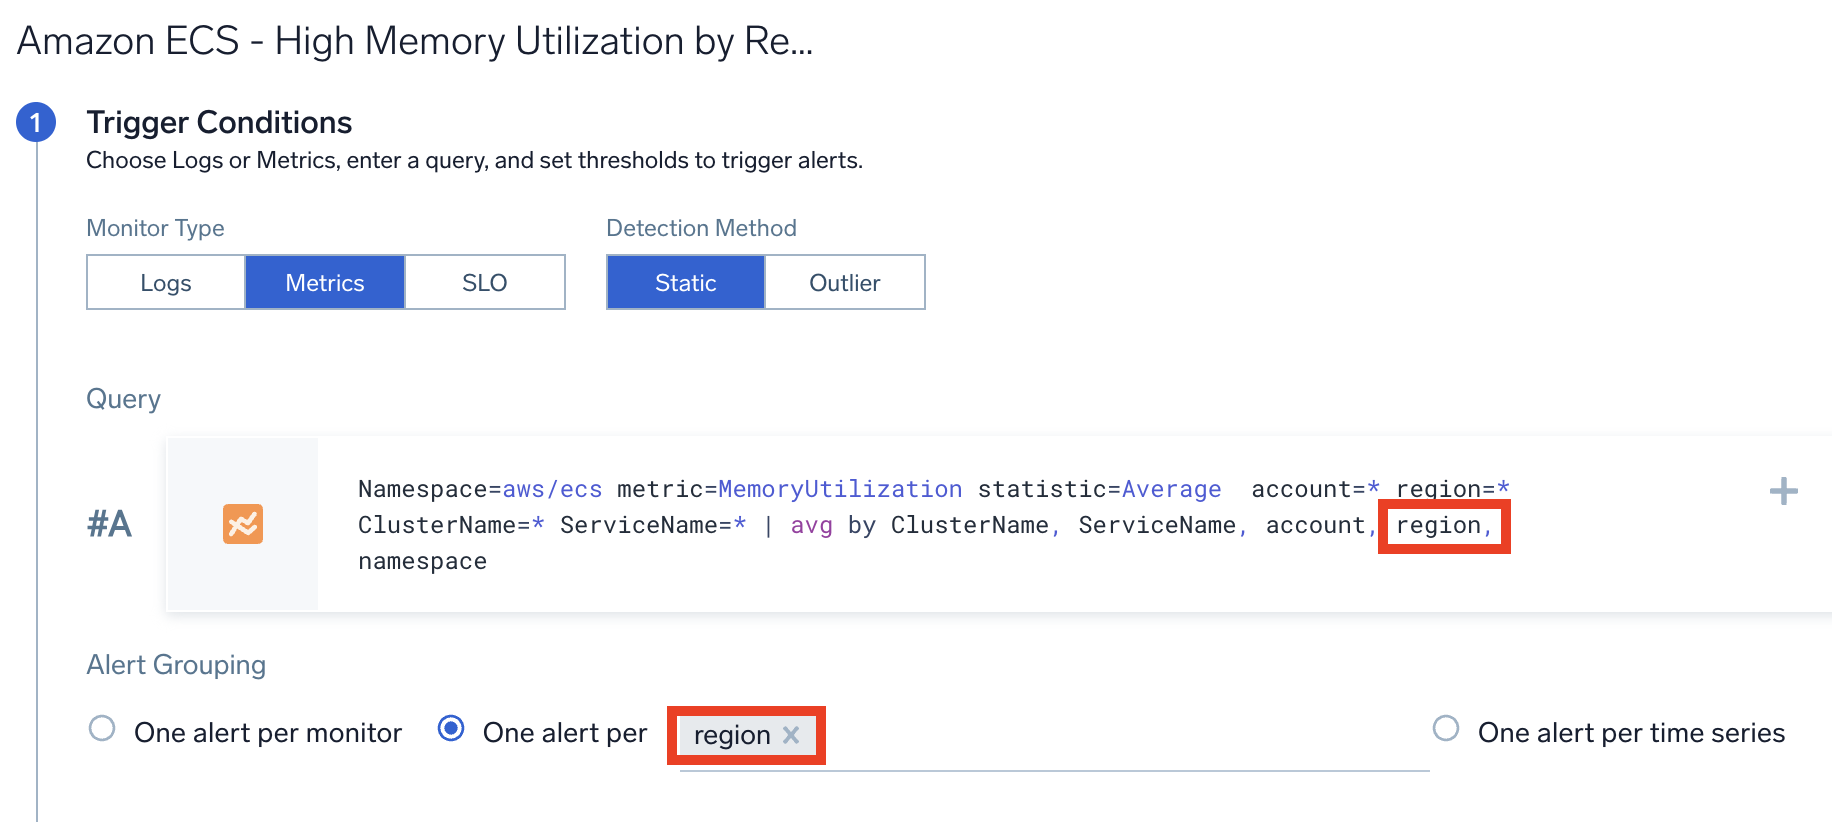 Amazon ECS - High Memory Utilization by Re...
1
Trigger Conditions
Choose Logs or Metrics, enter a query, and set thresholds to trigger alerts.
Monitor Type
Detection Method
Logs Metrics SLO
Static Outlier
Query
#A
Namespace=aws/ecs metric=MemoryUtilization statistic=Average  account=* region=*
ClusterName=* ServiceName=* | avg by ClusterName, ServiceName, account, region,
namespace
Alert Grouping
One alert per monitor One alert per region One alert per time series